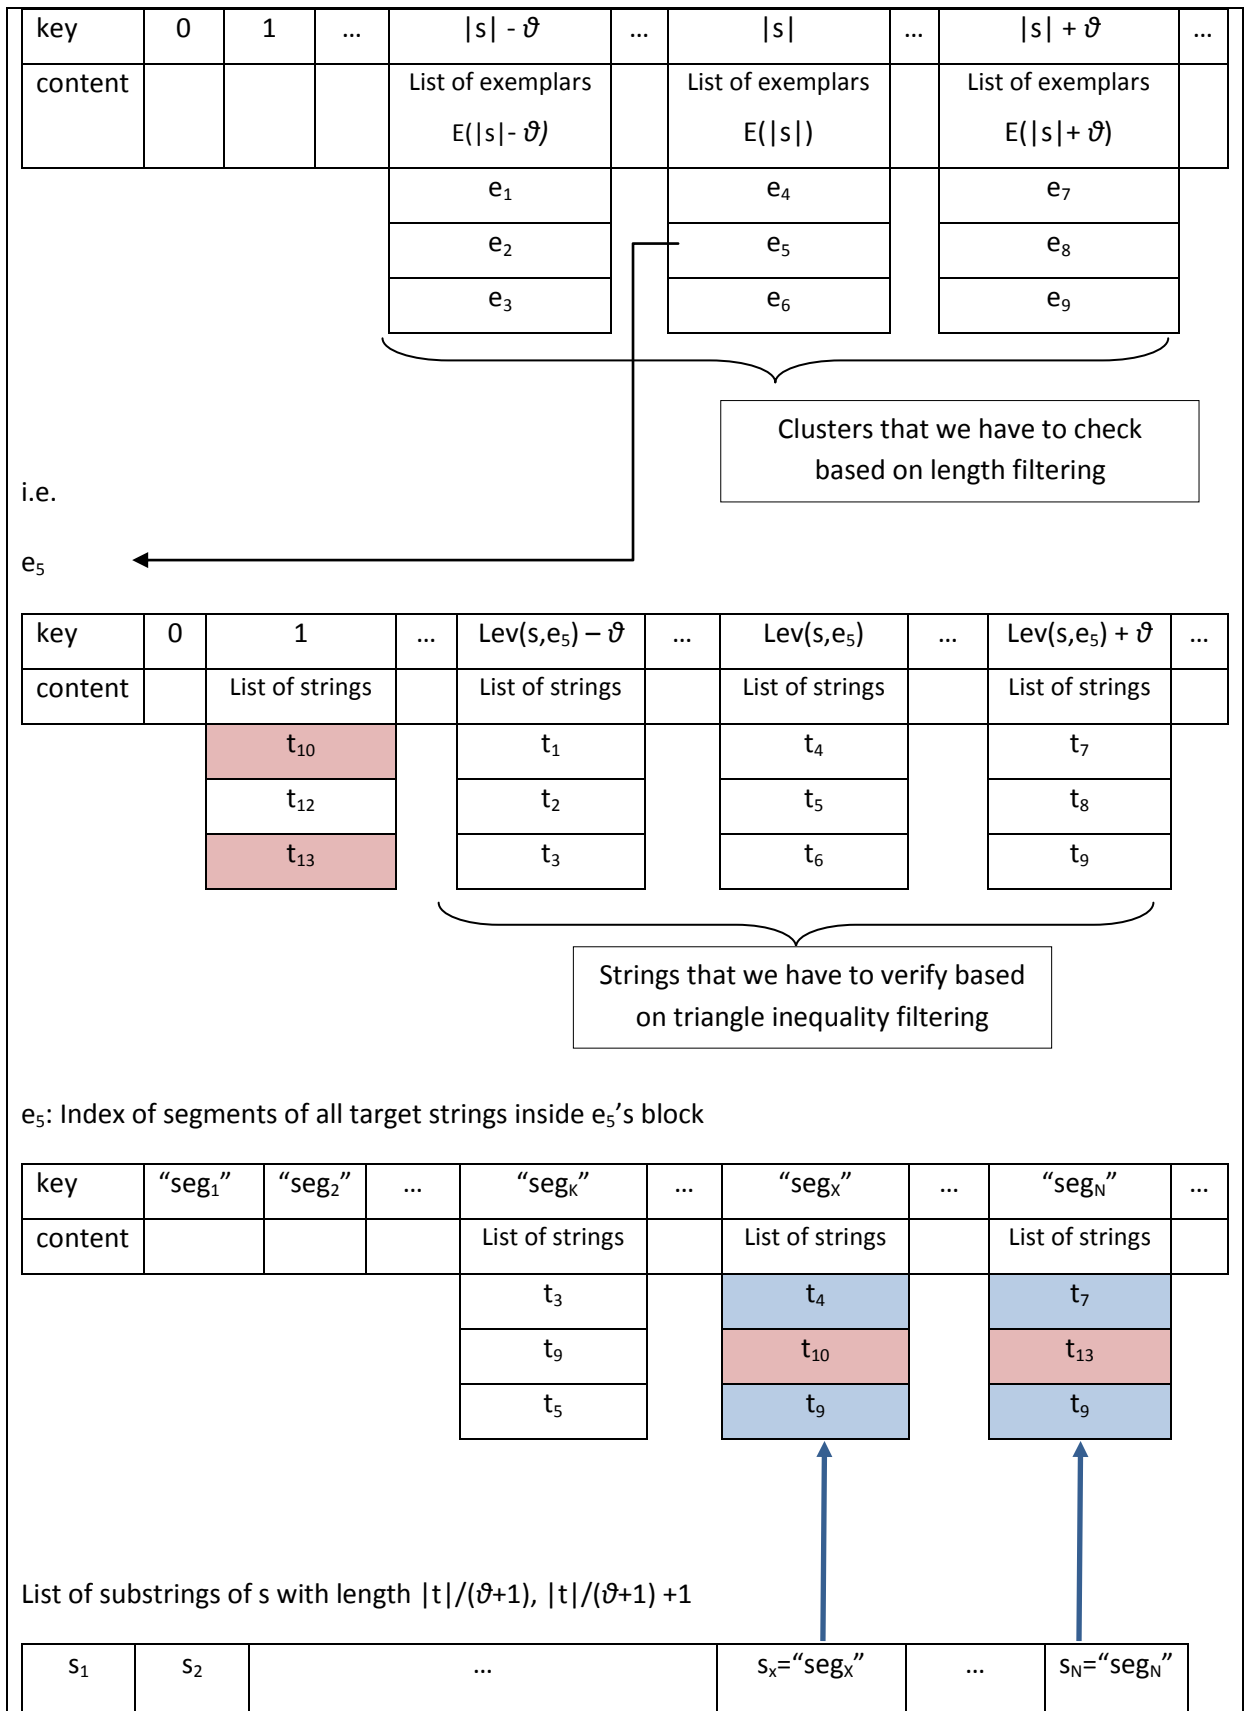 key 0 1 ... |s| - ϑ ... |s| ... |s| + ϑ ...
content List of exemplars List of exemplars List of exemplars
E(|s|- ϑ) E(|s|) E(|s|+ ϑ)
e₁ e₄ e₇
e₂ e₅ e₈
e₃ e₆ e₉
Clusters that we have to check
based on length filtering
i.e.
e₅
key 0 1 ... Lev(s,e₅) – ϑ ... Lev(s,e₅) ... Lev(s,e₅) + ϑ ...
content List of strings List of strings List of strings List of strings
t₁₀ t₁ t₄ t₇
t₁₂ t₂ t₅ t₈
t₁₃ t₃ t₆ t₉
Strings that we have to verify based
on triangle inequality filtering
e₅: Index of segments of all target strings inside e₅’s block
key “seg₁” “seg₂” ... “seg_K” ... “seg_X” ... “seg_N” ...
content List of strings List of strings List of strings
t₃ t₄ t₇
t₉ t₁₀ t₁₃
t₅ t₉ t₉
List of substrings of s with length |t|/(ϑ+1), |t|/(ϑ+1) +1
s₁ s₂ ... sₓ=“seg_X” ... s_N=“seg_N”